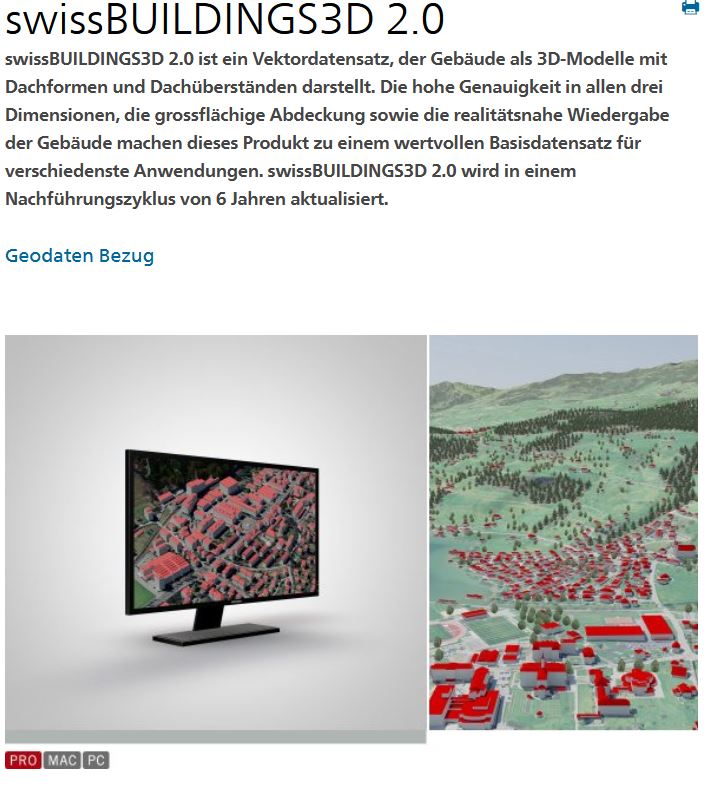 swissBUILDINGS3D 2.0
swissBUILDINGS3D 2.0 ist ein Vektordatensatz, der Gebäude als 3D-Modelle mit
Dachformen und Dachüberständen darstellt. Die hohe Genauigkeit in allen drei
Dimensionen, die grossflächige Abdeckung sowie die realitätsnahe Wiedergabe
der Gebäude machen dieses Produkt zu einem wertvollen Basisdatensatz für
verschiedenste Anwendungen. swissBUILDINGS3D 2.0 wird in einem
Nachführungszyklus von 6 Jahren aktualisiert.
Geodaten Bezug
PRO MAC PC